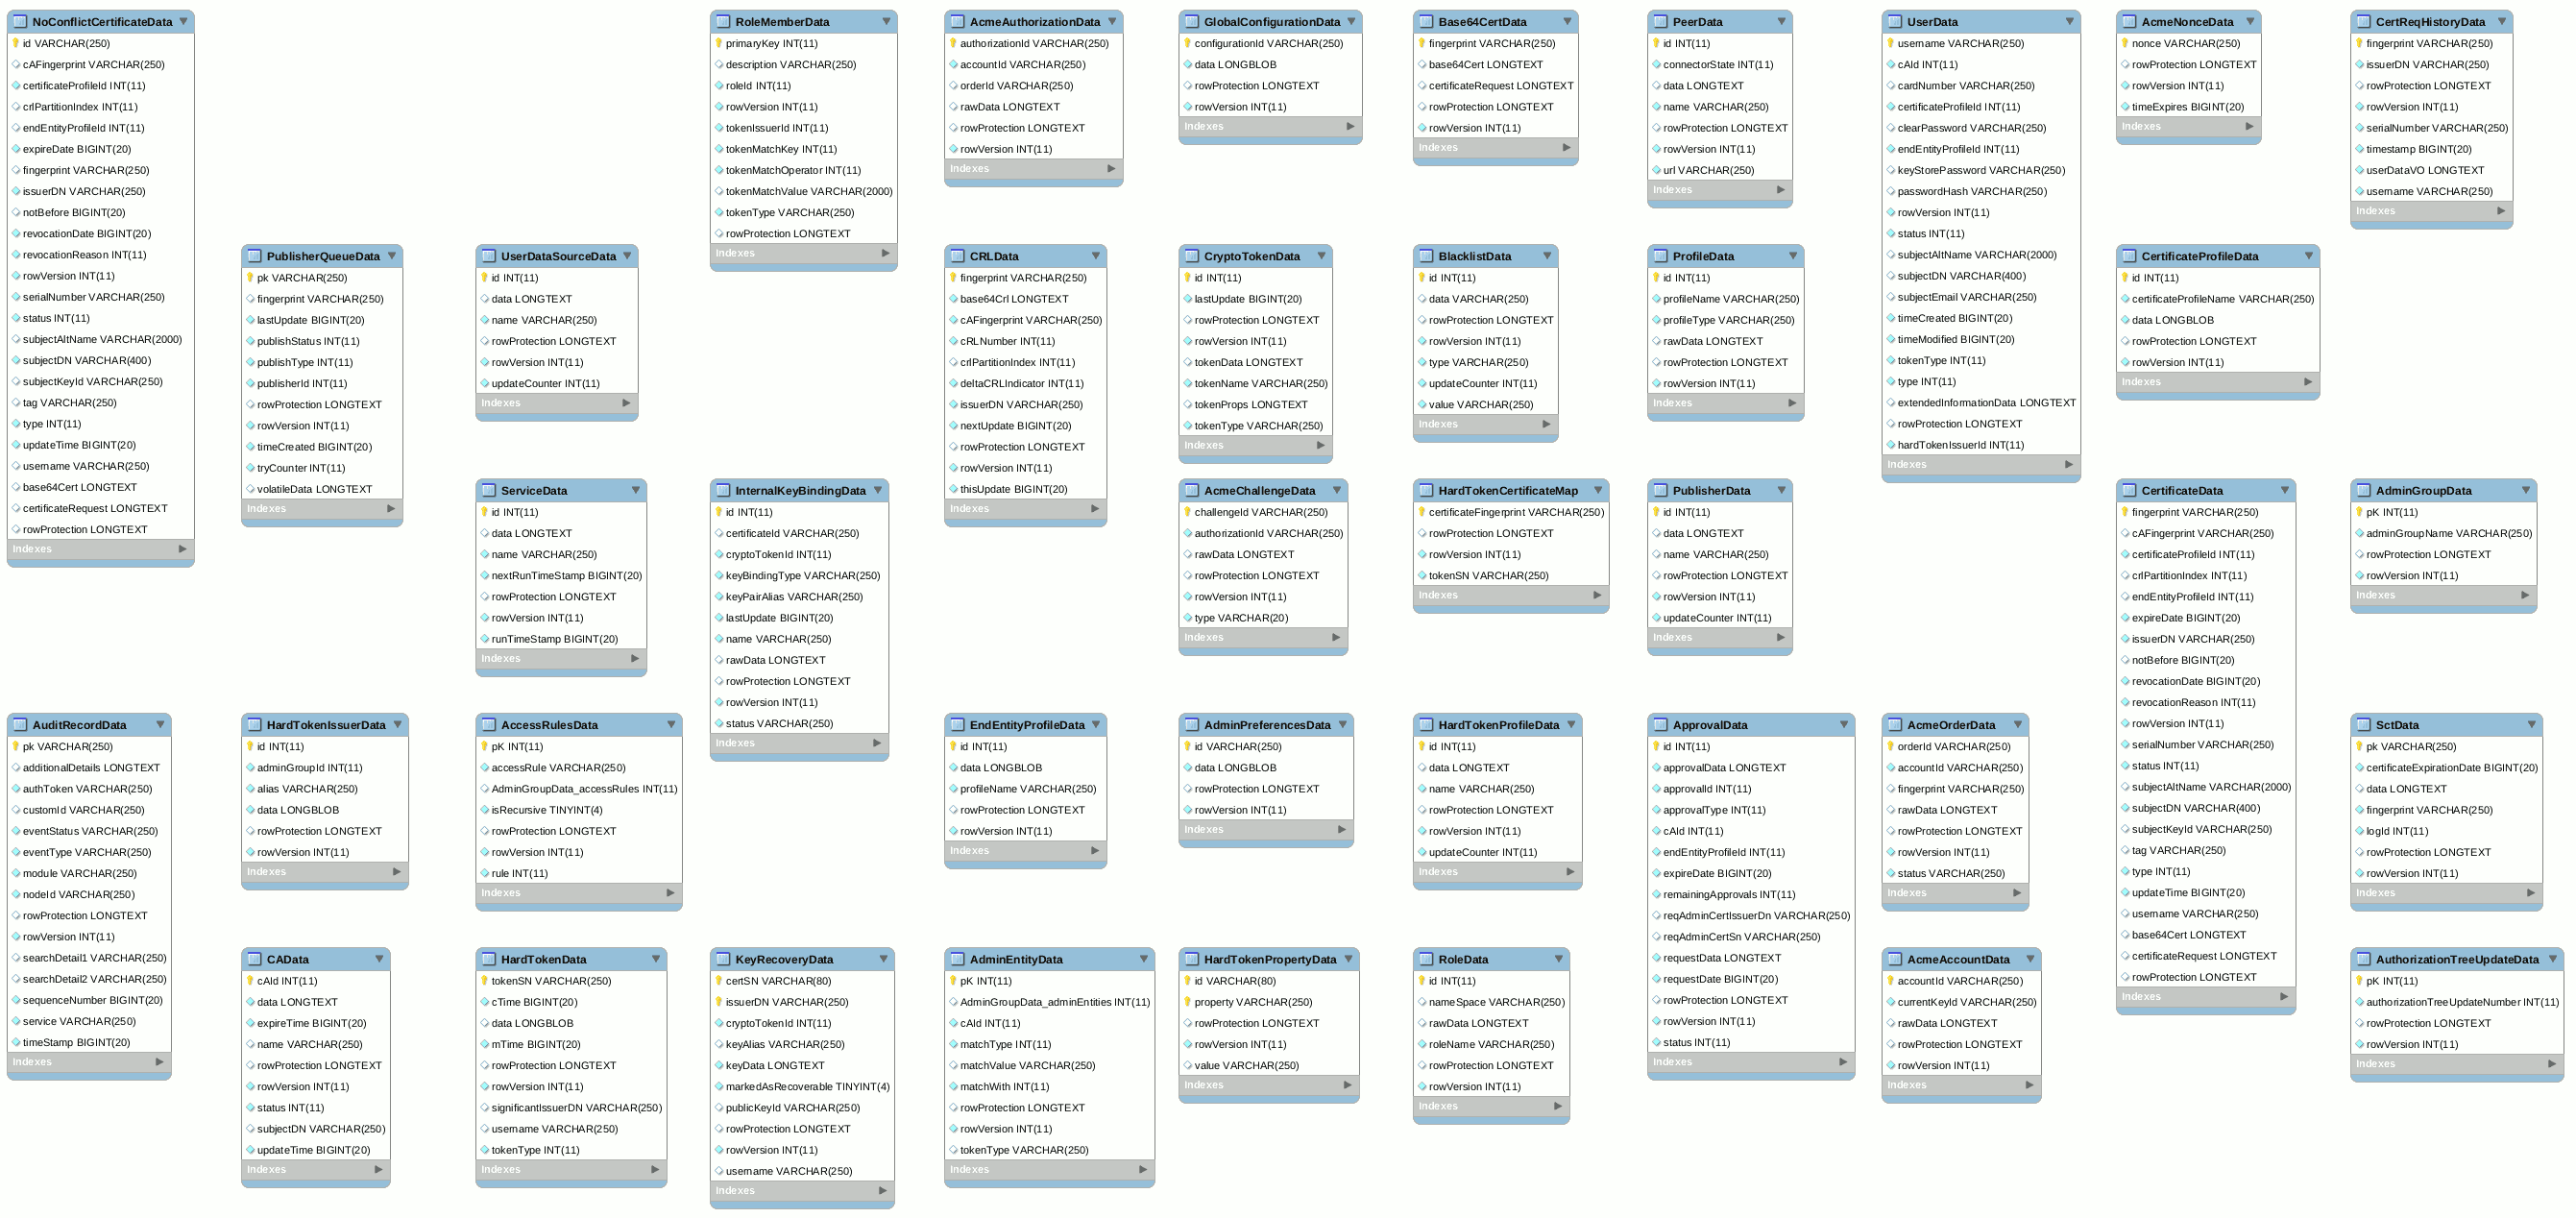 NoConflictCertificateData
id VARCHAR(250)
cAFingerprint VARCHAR(250)
certificateProfileId INT(11)
crlPartitionIndex INT(11)
endEntityProfileId INT(11)
expireDate BIGINT(20)
fingerprint VARCHAR(250)
issuerDN VARCHAR(250)
notBefore BIGINT(20)
revocationDate BIGINT(20)
revocationReason INT(11)
rowVersion INT(11)
serialNumber VARCHAR(250)
status INT(11)
subjectAltName VARCHAR(2000)
subjectDN VARCHAR(400)
subjectKeyId VARCHAR(250)
tag VARCHAR(250)
type INT(11)
updateTime BIGINT(20)
username VARCHAR(250)
base64Cert LONGTEXT
certificateRequest LONGTEXT
rowProtection LONGTEXT
Indexes
RoleMemberData
primaryKey INT(11)
description VARCHAR(250)
roleId INT(11)
rowVersion INT(11)
tokenIssuerId INT(11)
tokenMatchKey INT(11)
tokenMatchOperator INT(11)
tokenMatchValue VARCHAR(2000)
tokenType VARCHAR(250)
rowProtection LONGTEXT
Indexes
AcmeAuthorizationData
authorizationId VARCHAR(250)
accountId VARCHAR(250)
orderId VARCHAR(250)
rawData LONGTEXT
rowProtection LONGTEXT
rowVersion INT(11)
Indexes
GlobalConfigurationData
configurationId VARCHAR(250)
data LONGBLOB
rowProtection LONGTEXT
rowVersion INT(11)
Indexes
Base64CertData
fingerprint VARCHAR(250)
base64Cert LONGTEXT
certificateRequest LONGTEXT
rowProtection LONGTEXT
rowVersion INT(11)
Indexes
PeerData
id INT(11)
connectorState INT(11)
data LONGTEXT
name VARCHAR(250)
rowProtection LONGTEXT
rowVersion INT(11)
url VARCHAR(250)
Indexes
UserData
username VARCHAR(250)
cAId INT(11)
cardNumber VARCHAR(250)
certificateProfileId INT(11)
clearPassword VARCHAR(250)
endEntityProfileId INT(11)
keyStorePassword VARCHAR(250)
passwordHash VARCHAR(250)
rowVersion INT(11)
status INT(11)
subjectAltName VARCHAR(2000)
subjectDN VARCHAR(400)
subjectEmail VARCHAR(250)
timeCreated BIGINT(20)
timeModified BIGINT(20)
tokenType INT(11)
type INT(11)
extendedInformationData LONGTEXT
rowProtection LONGTEXT
hardTokenIssuerId INT(11)
Indexes
AcmeNonceData
nonce VARCHAR(250)
rowProtection LONGTEXT
rowVersion INT(11)
timeExpires BIGINT(20)
Indexes
CertReqHistoryData
fingerprint VARCHAR(250)
issuerDN VARCHAR(250)
rowProtection LONGTEXT
rowVersion INT(11)
serialNumber VARCHAR(250)
timestamp BIGINT(20)
userDataVO LONGTEXT
username VARCHAR(250)
Indexes
PublisherQueueData
pk VARCHAR(250)
fingerprint VARCHAR(250)
lastUpdate BIGINT(20)
publishStatus INT(11)
publishType INT(11)
publisherId INT(11)
rowProtection LONGTEXT
rowVersion INT(11)
timeCreated BIGINT(20)
tryCounter INT(11)
volatileData LONGTEXT
Indexes
UserDataSourceData
id INT(11)
data LONGTEXT
name VARCHAR(250)
rowProtection LONGTEXT
rowVersion INT(11)
updateCounter INT(11)
Indexes
CRLData
fingerprint VARCHAR(250)
base64Crl LONGTEXT
cAFingerprint VARCHAR(250)
cRLNumber INT(11)
crlPartitionIndex INT(11)
deltaCRLIndicator INT(11)
issuerDN VARCHAR(250)
nextUpdate BIGINT(20)
rowProtection LONGTEXT
rowVersion INT(11)
thisUpdate BIGINT(20)
Indexes
CryptoTokenData
id INT(11)
lastUpdate BIGINT(20)
rowProtection LONGTEXT
rowVersion INT(11)
tokenData LONGTEXT
tokenName VARCHAR(250)
tokenProps LONGTEXT
tokenType VARCHAR(250)
Indexes
BlacklistData
id INT(11)
data VARCHAR(250)
rowProtection LONGTEXT
rowVersion INT(11)
type VARCHAR(250)
updateCounter INT(11)
value VARCHAR(250)
Indexes
ProfileData
id INT(11)
profileName VARCHAR(250)
profileType VARCHAR(250)
rawData LONGTEXT
rowProtection LONGTEXT
rowVersion INT(11)
Indexes
CertificateProfileData
id INT(11)
certificateProfileName VARCHAR(250)
data LONGBLOB
rowProtection LONGTEXT
rowVersion INT(11)
Indexes
ServiceData
id INT(11)
data LONGTEXT
name VARCHAR(250)
nextRunTimeStamp BIGINT(20)
rowProtection LONGTEXT
rowVersion INT(11)
runTimeStamp BIGINT(20)
Indexes
InternalKeyBindingData
id INT(11)
certificateId VARCHAR(250)
cryptoTokenId INT(11)
keyBindingType VARCHAR(250)
keyPairAlias VARCHAR(250)
lastUpdate BIGINT(20)
name VARCHAR(250)
rawData LONGTEXT
rowProtection LONGTEXT
rowVersion INT(11)
status VARCHAR(250)
Indexes
AcmeChallengeData
challengeId VARCHAR(250)
authorizationId VARCHAR(250)
rawData LONGTEXT
rowProtection LONGTEXT
rowVersion INT(11)
type VARCHAR(20)
Indexes
HardTokenCertificateMap
certificateFingerprint VARCHAR(250)
rowProtection LONGTEXT
rowVersion INT(11)
tokenSN VARCHAR(250)
Indexes
PublisherData
id INT(11)
data LONGTEXT
name VARCHAR(250)
rowProtection LONGTEXT
rowVersion INT(11)
updateCounter INT(11)
Indexes
CertificateData
fingerprint VARCHAR(250)
cAFingerprint VARCHAR(250)
certificateProfileId INT(11)
crlPartitionIndex INT(11)
endEntityProfileId INT(11)
expireDate BIGINT(20)
issuerDN VARCHAR(250)
notBefore BIGINT(20)
revocationDate BIGINT(20)
revocationReason INT(11)
rowVersion INT(11)
serialNumber VARCHAR(250)
status INT(11)
subjectAltName VARCHAR(2000)
subjectDN VARCHAR(400)
subjectKeyId VARCHAR(250)
tag VARCHAR(250)
type INT(11)
updateTime BIGINT(20)
username VARCHAR(250)
base64Cert LONGTEXT
certificateRequest LONGTEXT
rowProtection LONGTEXT
Indexes
AdminGroupData
pK INT(11)
adminGroupName VARCHAR(250)
rowProtection LONGTEXT
rowVersion INT(11)
Indexes
AuditRecordData
pk VARCHAR(250)
additionalDetails LONGTEXT
authToken VARCHAR(250)
customId VARCHAR(250)
eventStatus VARCHAR(250)
eventType VARCHAR(250)
module VARCHAR(250)
nodeId VARCHAR(250)
rowProtection LONGTEXT
rowVersion INT(11)
searchDetail1 VARCHAR(250)
searchDetail2 VARCHAR(250)
sequenceNumber BIGINT(20)
service VARCHAR(250)
timeStamp BIGINT(20)
Indexes
HardTokenIssuerData
id INT(11)
adminGroupId INT(11)
alias VARCHAR(250)
data LONGBLOB
rowProtection LONGTEXT
rowVersion INT(11)
Indexes
AccessRulesData
pK INT(11)
accessRule VARCHAR(250)
AdminGroupData_accessRules INT(11)
isRecursive TINYINT(4)
rowProtection LONGTEXT
rowVersion INT(11)
rule INT(11)
Indexes
EndEntityProfileData
id INT(11)
data LONGBLOB
profileName VARCHAR(250)
rowProtection LONGTEXT
rowVersion INT(11)
Indexes
AdminPreferencesData
id VARCHAR(250)
data LONGBLOB
rowProtection LONGTEXT
rowVersion INT(11)
Indexes
HardTokenProfileData
id INT(11)
data LONGTEXT
name VARCHAR(250)
rowProtection LONGTEXT
rowVersion INT(11)
updateCounter INT(11)
Indexes
ApprovalData
id INT(11)
approvalData LONGTEXT
approvalId INT(11)
approvalType INT(11)
cAId INT(11)
endEntityProfileId INT(11)
expireDate BIGINT(20)
remainingApprovals INT(11)
reqAdminCertIssuerDn VARCHAR(250)
reqAdminCertSn VARCHAR(250)
requestData LONGTEXT
requestDate BIGINT(20)
rowProtection LONGTEXT
rowVersion INT(11)
status INT(11)
Indexes
AcmeOrderData
orderId VARCHAR(250)
accountId VARCHAR(250)
fingerprint VARCHAR(250)
rawData LONGTEXT
rowProtection LONGTEXT
rowVersion INT(11)
status VARCHAR(250)
Indexes
SctData
pk VARCHAR(250)
certificateExpirationDate BIGINT(20)
data LONGTEXT
fingerprint VARCHAR(250)
logId INT(11)
rowProtection LONGTEXT
rowVersion INT(11)
Indexes
CAData
cAId INT(11)
data LONGTEXT
expireTime BIGINT(20)
name VARCHAR(250)
rowProtection LONGTEXT
rowVersion INT(11)
status INT(11)
subjectDN VARCHAR(250)
updateTime BIGINT(20)
Indexes
HardTokenData
tokenSN VARCHAR(250)
cTime BIGINT(20)
data LONGBLOB
mTime BIGINT(20)
rowProtection LONGTEXT
rowVersion INT(11)
significantIssuerDN VARCHAR(250)
username VARCHAR(250)
tokenType INT(11)
Indexes
KeyRecoveryData
certSN VARCHAR(80)
issuerDN VARCHAR(250)
cryptoTokenId INT(11)
keyAlias VARCHAR(250)
keyData LONGTEXT
markedAsRecoverable TINYINT(4)
publicKeyId VARCHAR(250)
rowProtection LONGTEXT
rowVersion INT(11)
username VARCHAR(250)
Indexes
AdminEntityData
pK INT(11)
AdminGroupData_adminEntities INT(11)
cAId INT(11)
matchType INT(11)
matchValue VARCHAR(250)
matchWith INT(11)
rowProtection LONGTEXT
rowVersion INT(11)
tokenType VARCHAR(250)
Indexes
HardTokenPropertyData
id VARCHAR(80)
property VARCHAR(250)
rowProtection LONGTEXT
rowVersion INT(11)
value VARCHAR(250)
Indexes
RoleData
id INT(11)
nameSpace VARCHAR(250)
rawData LONGTEXT
roleName VARCHAR(250)
rowProtection LONGTEXT
rowVersion INT(11)
Indexes
AcmeAccountData
accountId VARCHAR(250)
currentKeyId VARCHAR(250)
rawData LONGTEXT
rowProtection LONGTEXT
rowVersion INT(11)
Indexes
AuthorizationTreeUpdateData
pK INT(11)
authorizationTreeUpdateNumber INT(11)
rowProtection LONGTEXT
rowVersion INT(11)
Indexes